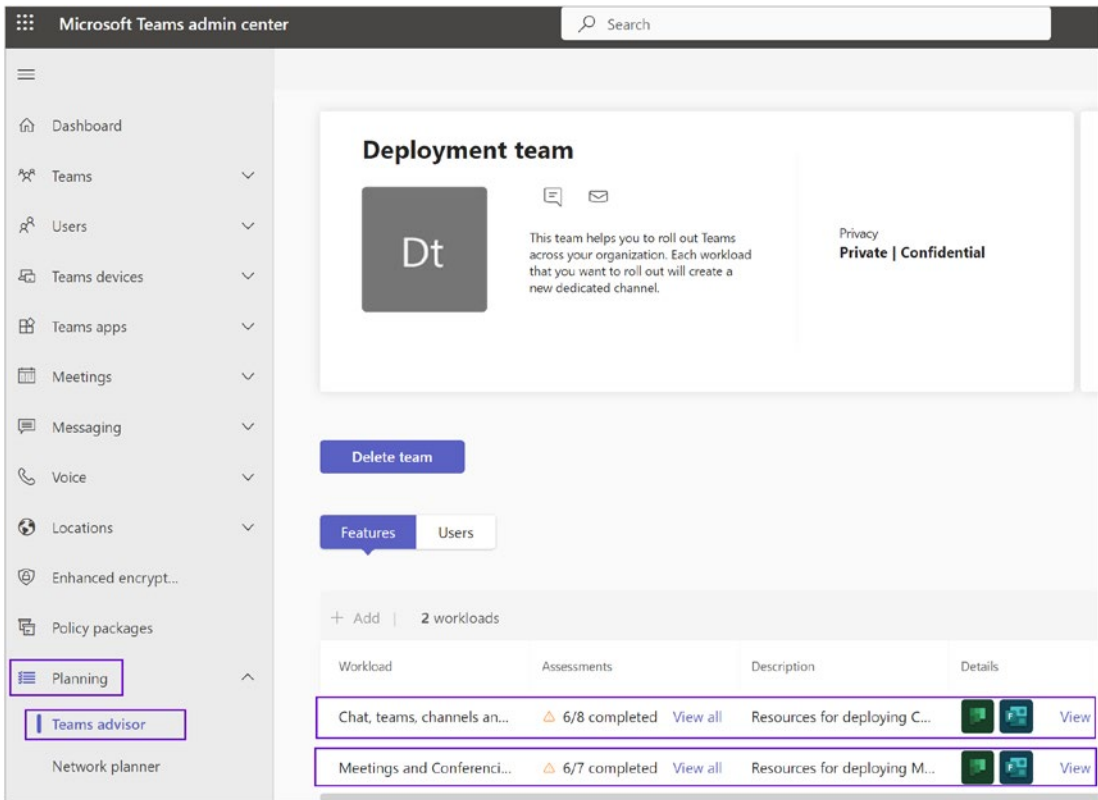 Microsoft Teams admin center
Search
Dashboard
Teams
Users
Teams devices
Teams apps
Meetings
Messaging
Voice
Locations
Enhanced encrypt...
Policy packages
Planning
Teams advisor
Network planner
Deployment team
Dt
This team helps you to roll out Teams
across your organization. Each workload
that you want to roll out will create a
new dedicated channel.
Privacy
Private | Confidential
Delete team
Features Users
+ Add | 2 workloads
Workload Assessments Description Details
Chat, teams, channels an... 6/8 completed View all Resources for deploying C... View
Meetings and Conferenci... 6/7 completed View all Resources for deploying M... View